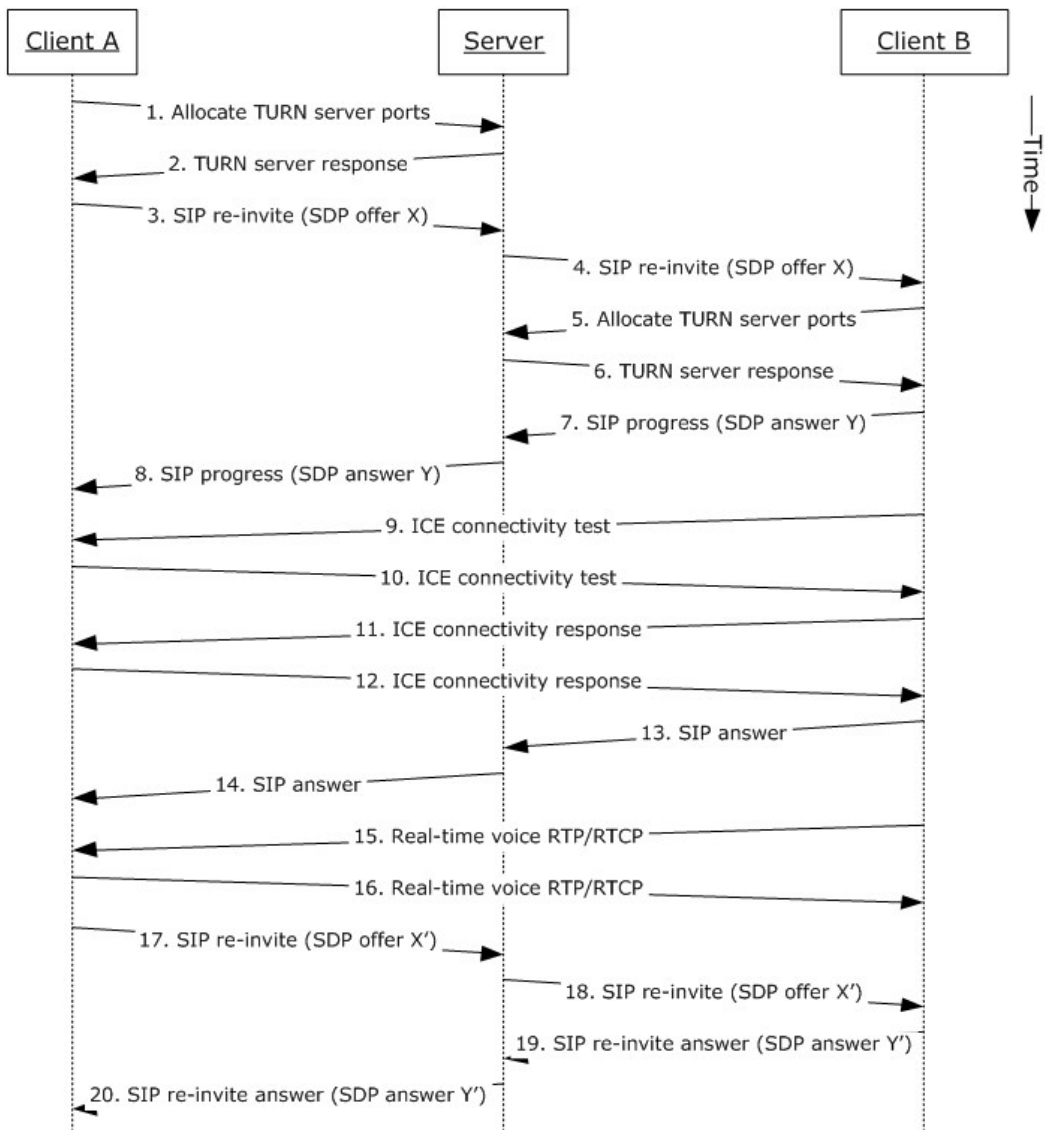 Client A
Server
Client B
Time
1. Allocate TURN server ports
2. TURN server response
3. SIP re-invite (SDP offer X)
4. SIP re-invite (SDP offer X)
5. Allocate TURN server ports
6. TURN server response
7. SIP progress (SDP answer Y)
8. SIP progress (SDP answer Y)
9. ICE connectivity test
10. ICE connectivity test
11. ICE connectivity response
12. ICE connectivity response
13. SIP answer
14. SIP answer
15. Real-time voice RTP/RTCP
16. Real-time voice RTP/RTCP
17. SIP re-invite (SDP offer X′)
18. SIP re-invite (SDP offer X′)
19. SIP re-invite answer (SDP answer Y′)
20. SIP re-invite answer (SDP answer Y′)